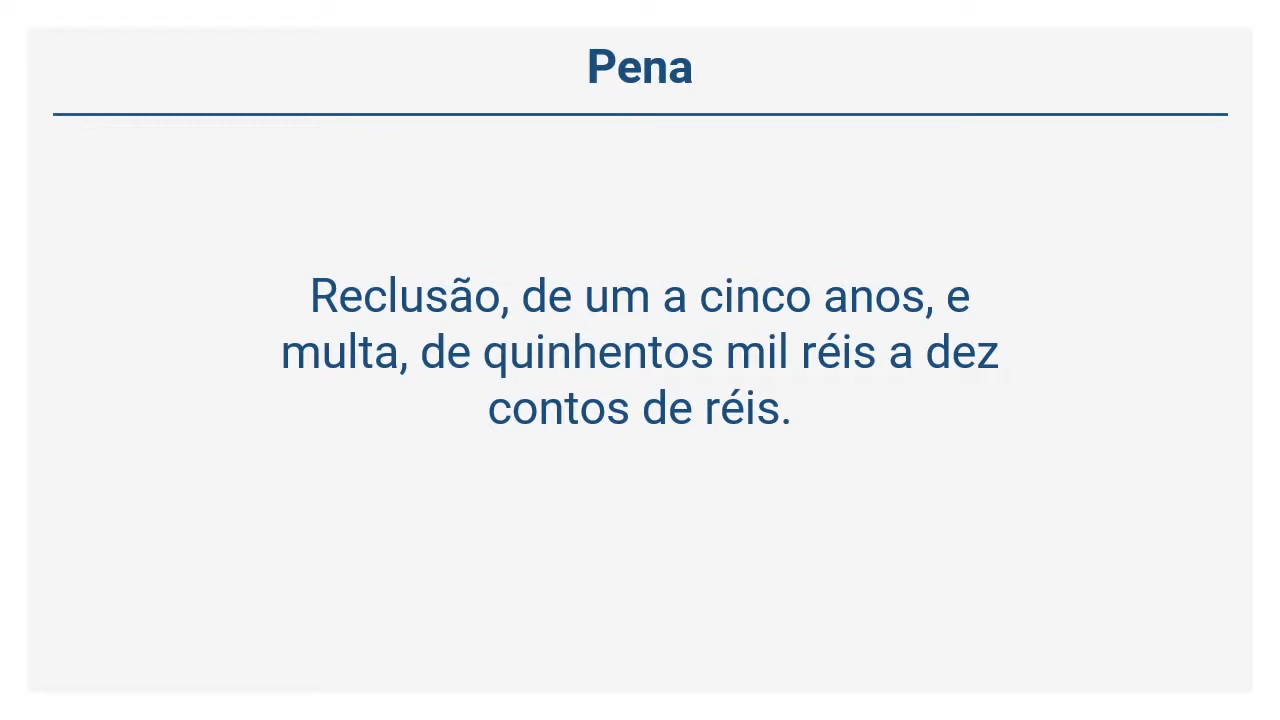 Pena
Reclusão, de um a cinco anos, e
multa, de quinhentos mil réis a dez
contos de réis.